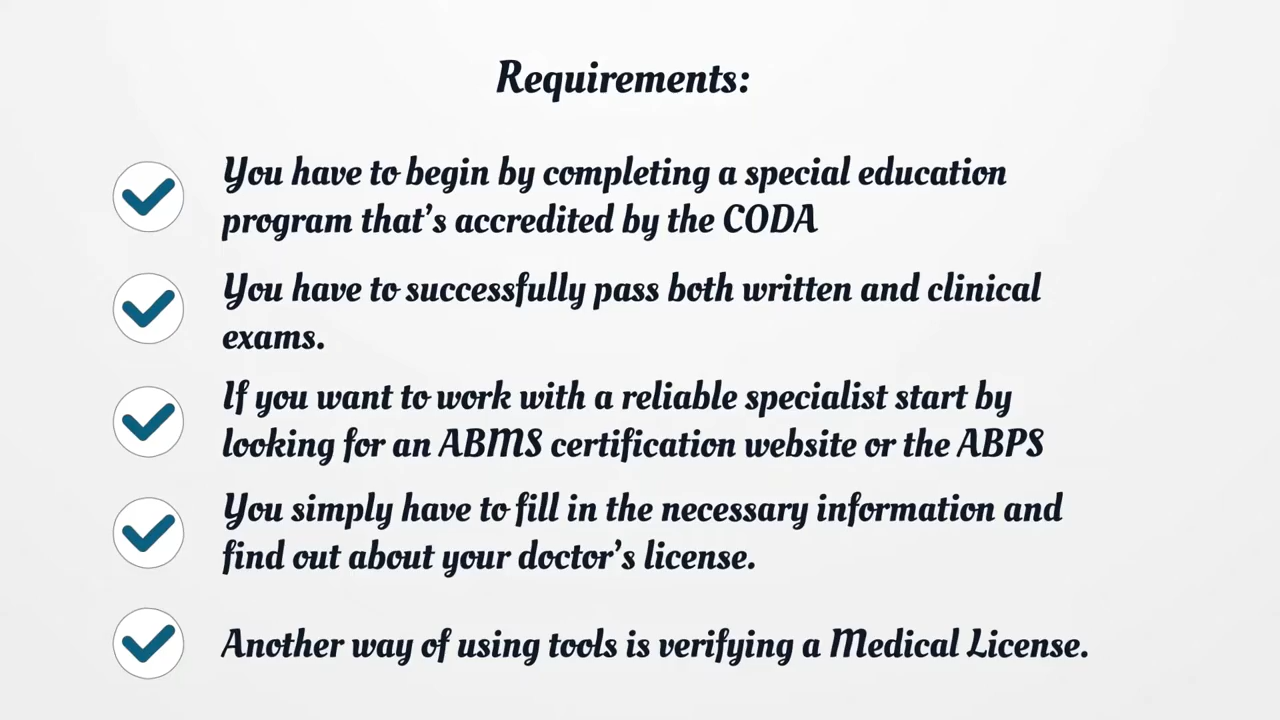 Requirements:
You have to begin by completing a special education
program that's accredited by the CODA
You have to successfully pass both written and clinical
exams.
If you want to work with a reliable specialist start by
looking for an ABMS certification website or the ABPS
You simply have to fill in the necessary information and
find out about your doctor's license.
Another way of using tools is verifying a Medical License.